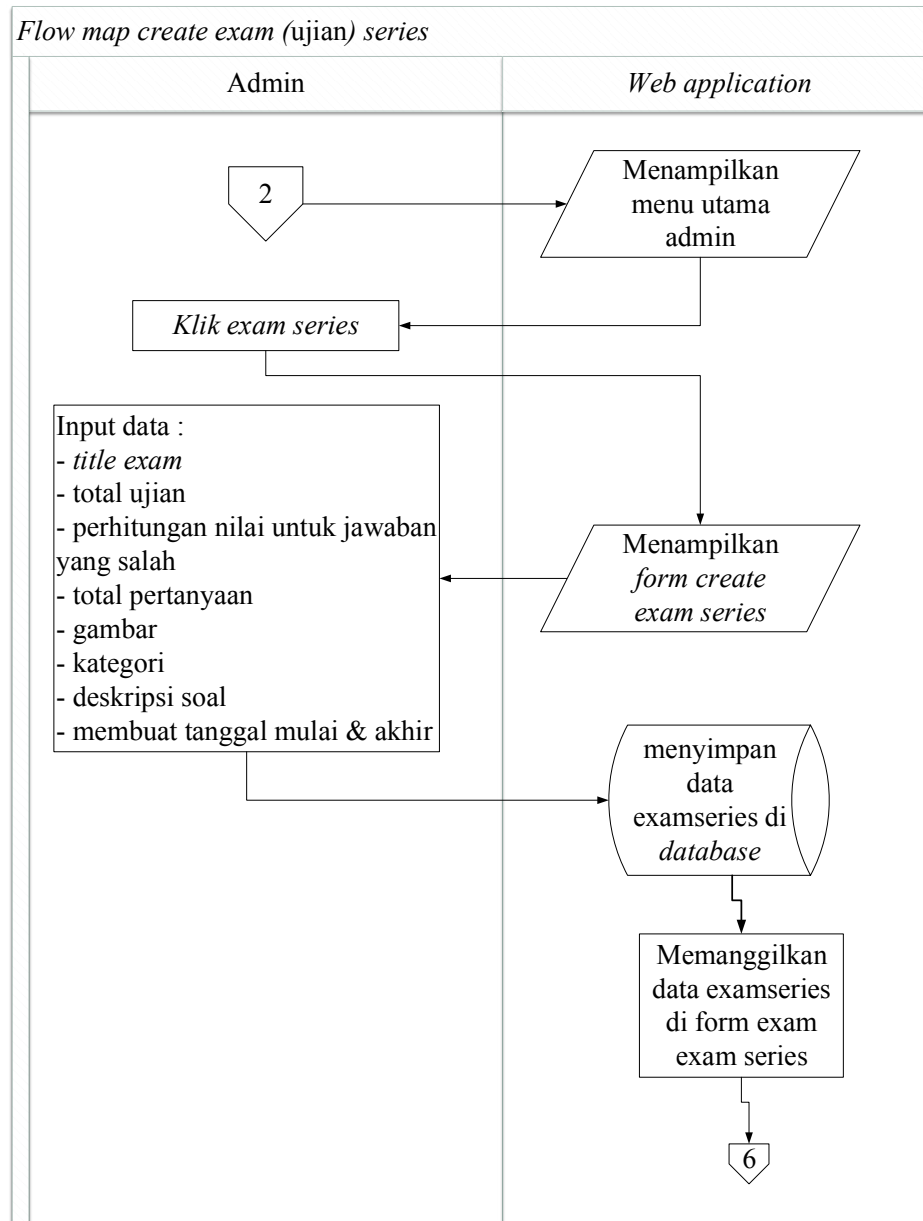 Flow map create exam (ujian) series
Admin
Web application
2
Menampilkan
menu utama
admin
Klik exam series
Input data :
- title exam
- total ujian
- perhitungan nilai untuk jawaban
yang salah
- total pertanyaan
- gambar
- kategori
- deskripsi soal
- membuat tanggal mulai & akhir
Menampilkan
form create
exam series
menyimpan
data
examseries di
database
Memanggilkan
data examseries
di form exam
exam series
6